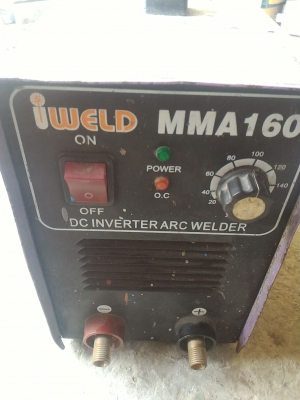 iWELD MMA160
ON
POWER
O.C
OFF
20
40
60
80
100
120
140
DC INVERTER ARC WELDER
- +